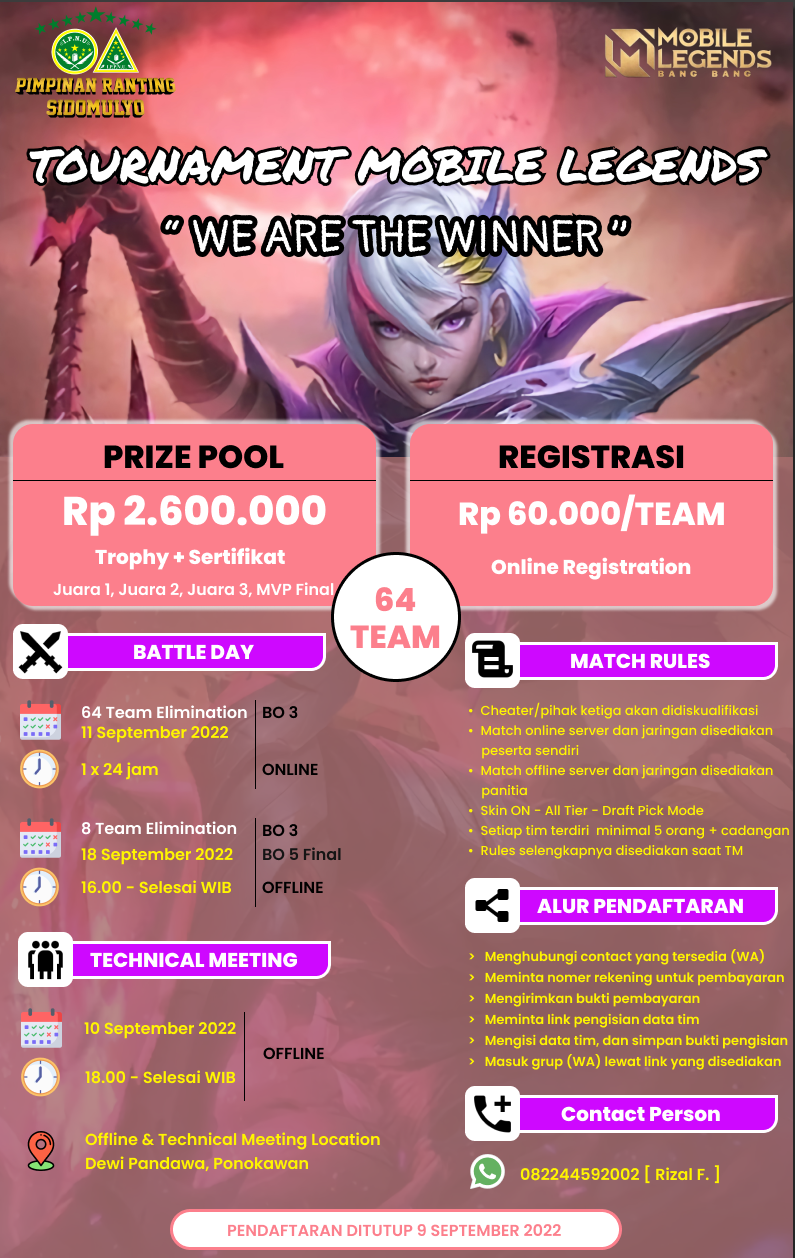 I.P.N.U
I.P.P.N.U
PIMPINAN RANTING
SIDOMULYO
MOBILE
LEGENDS
BANG BANG
TOURNAMENT MOBILE LEGENDS
“ WE ARE THE WINNER ”
PRIZE POOL
Rp 2.600.000
Trophy + Sertifikat
Juara 1, Juara 2, Juara 3, MVP Final
REGISTRASI
Rp 60.000/TEAM
Online Registration
64
TEAM
BATTLE DAY
64 Team Elimination
11 September 2022
BO 3
1 x 24 jam
ONLINE
8 Team Elimination
BO 3
18 September 2022
BO 5 Final
16.00 - Selesai WIB
OFFLINE
TECHNICAL MEETING
10 September 2022
18.00 - Selesai WIB
OFFLINE
Offline & Technical Meeting Location
Dewi Pandawa, Ponokawan
MATCH RULES
• Cheater/pihak ketiga akan didiskualifikasi
• Match online server dan jaringan disediakan
peserta sendiri
• Match offline server dan jaringan disediakan
panitia
• Skin ON - All Tier - Draft Pick Mode
• Setiap tim terdiri minimal 5 orang + cadangan
• Rules selengkapnya disediakan saat TM
ALUR PENDAFTARAN
> Menghubungi contact yang tersedia (WA)
> Meminta nomer rekening untuk pembayaran
> Mengirimkan bukti pembayaran
> Meminta link pengisian data tim
> Mengisi data tim, dan simpan bukti pengisian
> Masuk grup (WA) lewat link yang disediakan
Contact Person
082244592002 [ Rizal F. ]
PENDAFTARAN DITUTUP 9 SEPTEMBER 2022